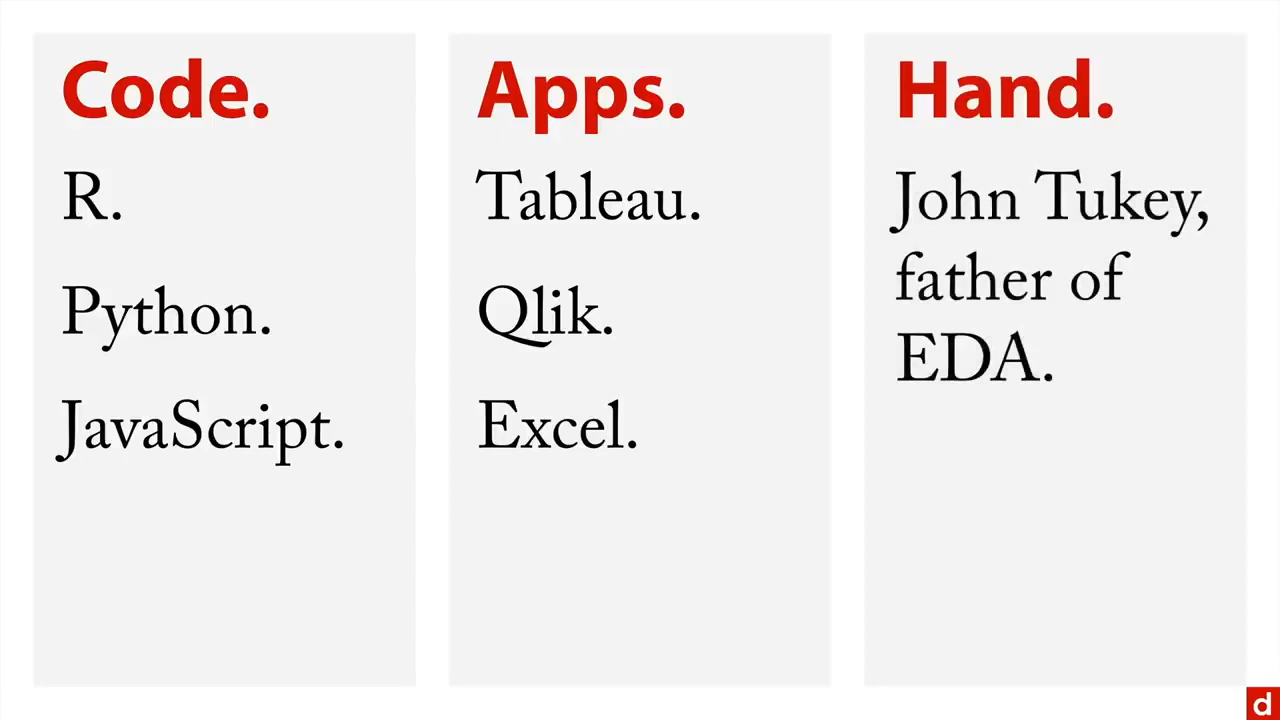 Code.
R.
Python.
JavaScript.
Apps.
Tableau.
Qlik.
Excel.
Hand.
John Tukey,
father of
EDA.
d